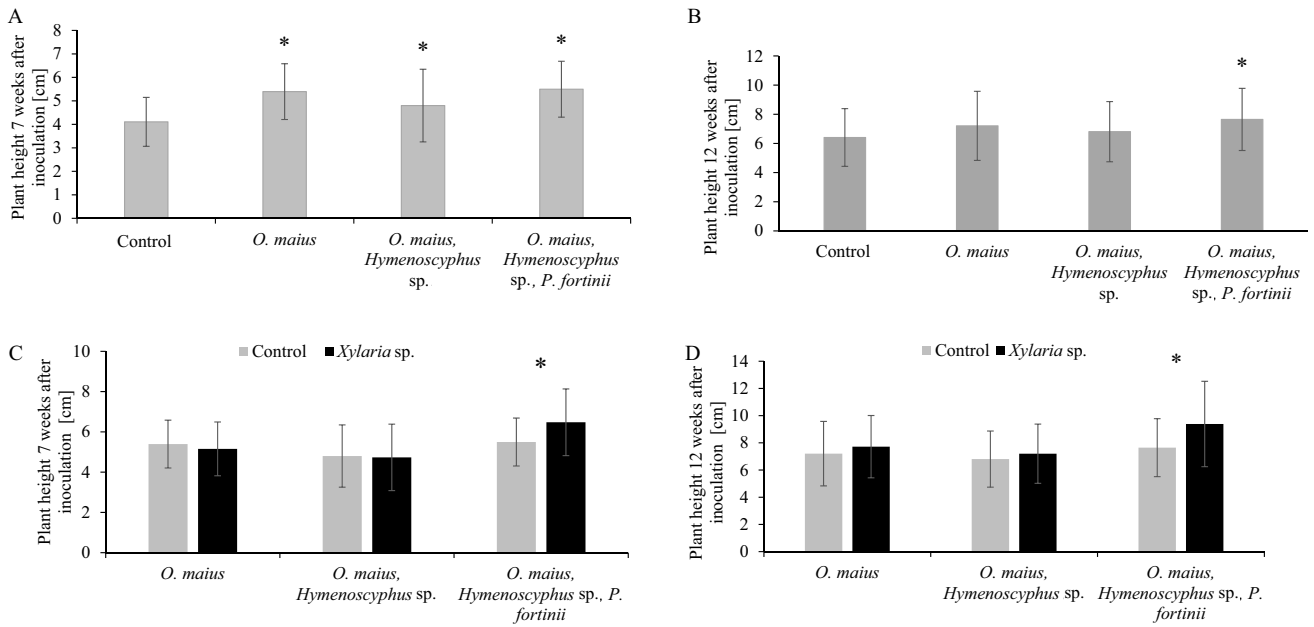 A
Plant height 7 weeks after
inoculation [cm]
8
7
6
5
4
3
2
1
0
*
*
*
Control
O. maius
O. maius,
Hymenoscyphus
sp.
O. maius,
Hymenoscyphus
sp., P. fortinii
B
Plant height 12 weeks after
inoculation [cm]
12
10
8
6
4
2
0
*
Control
O. maius
O. maius,
Hymenoscyphus
sp.
O. maius,
Hymenoscyphus
sp., P. fortinii
C
Control
Xylaria sp.
Plant height 7 weeks after
inoculation [cm]
10
8
6
4
2
0
*
O. maius
O. maius,
Hymenoscyphus sp.
O. maius,
Hymenoscyphus sp., P.
fortinii
D
Control
Xylaria sp.
Plant height 12 weeks after
inoculation [cm]
14
12
10
8
6
4
2
0
*
O. maius
O. maius,
Hymenoscyphus sp.
O. maius,
Hymenoscyphus sp., P.
fortinii